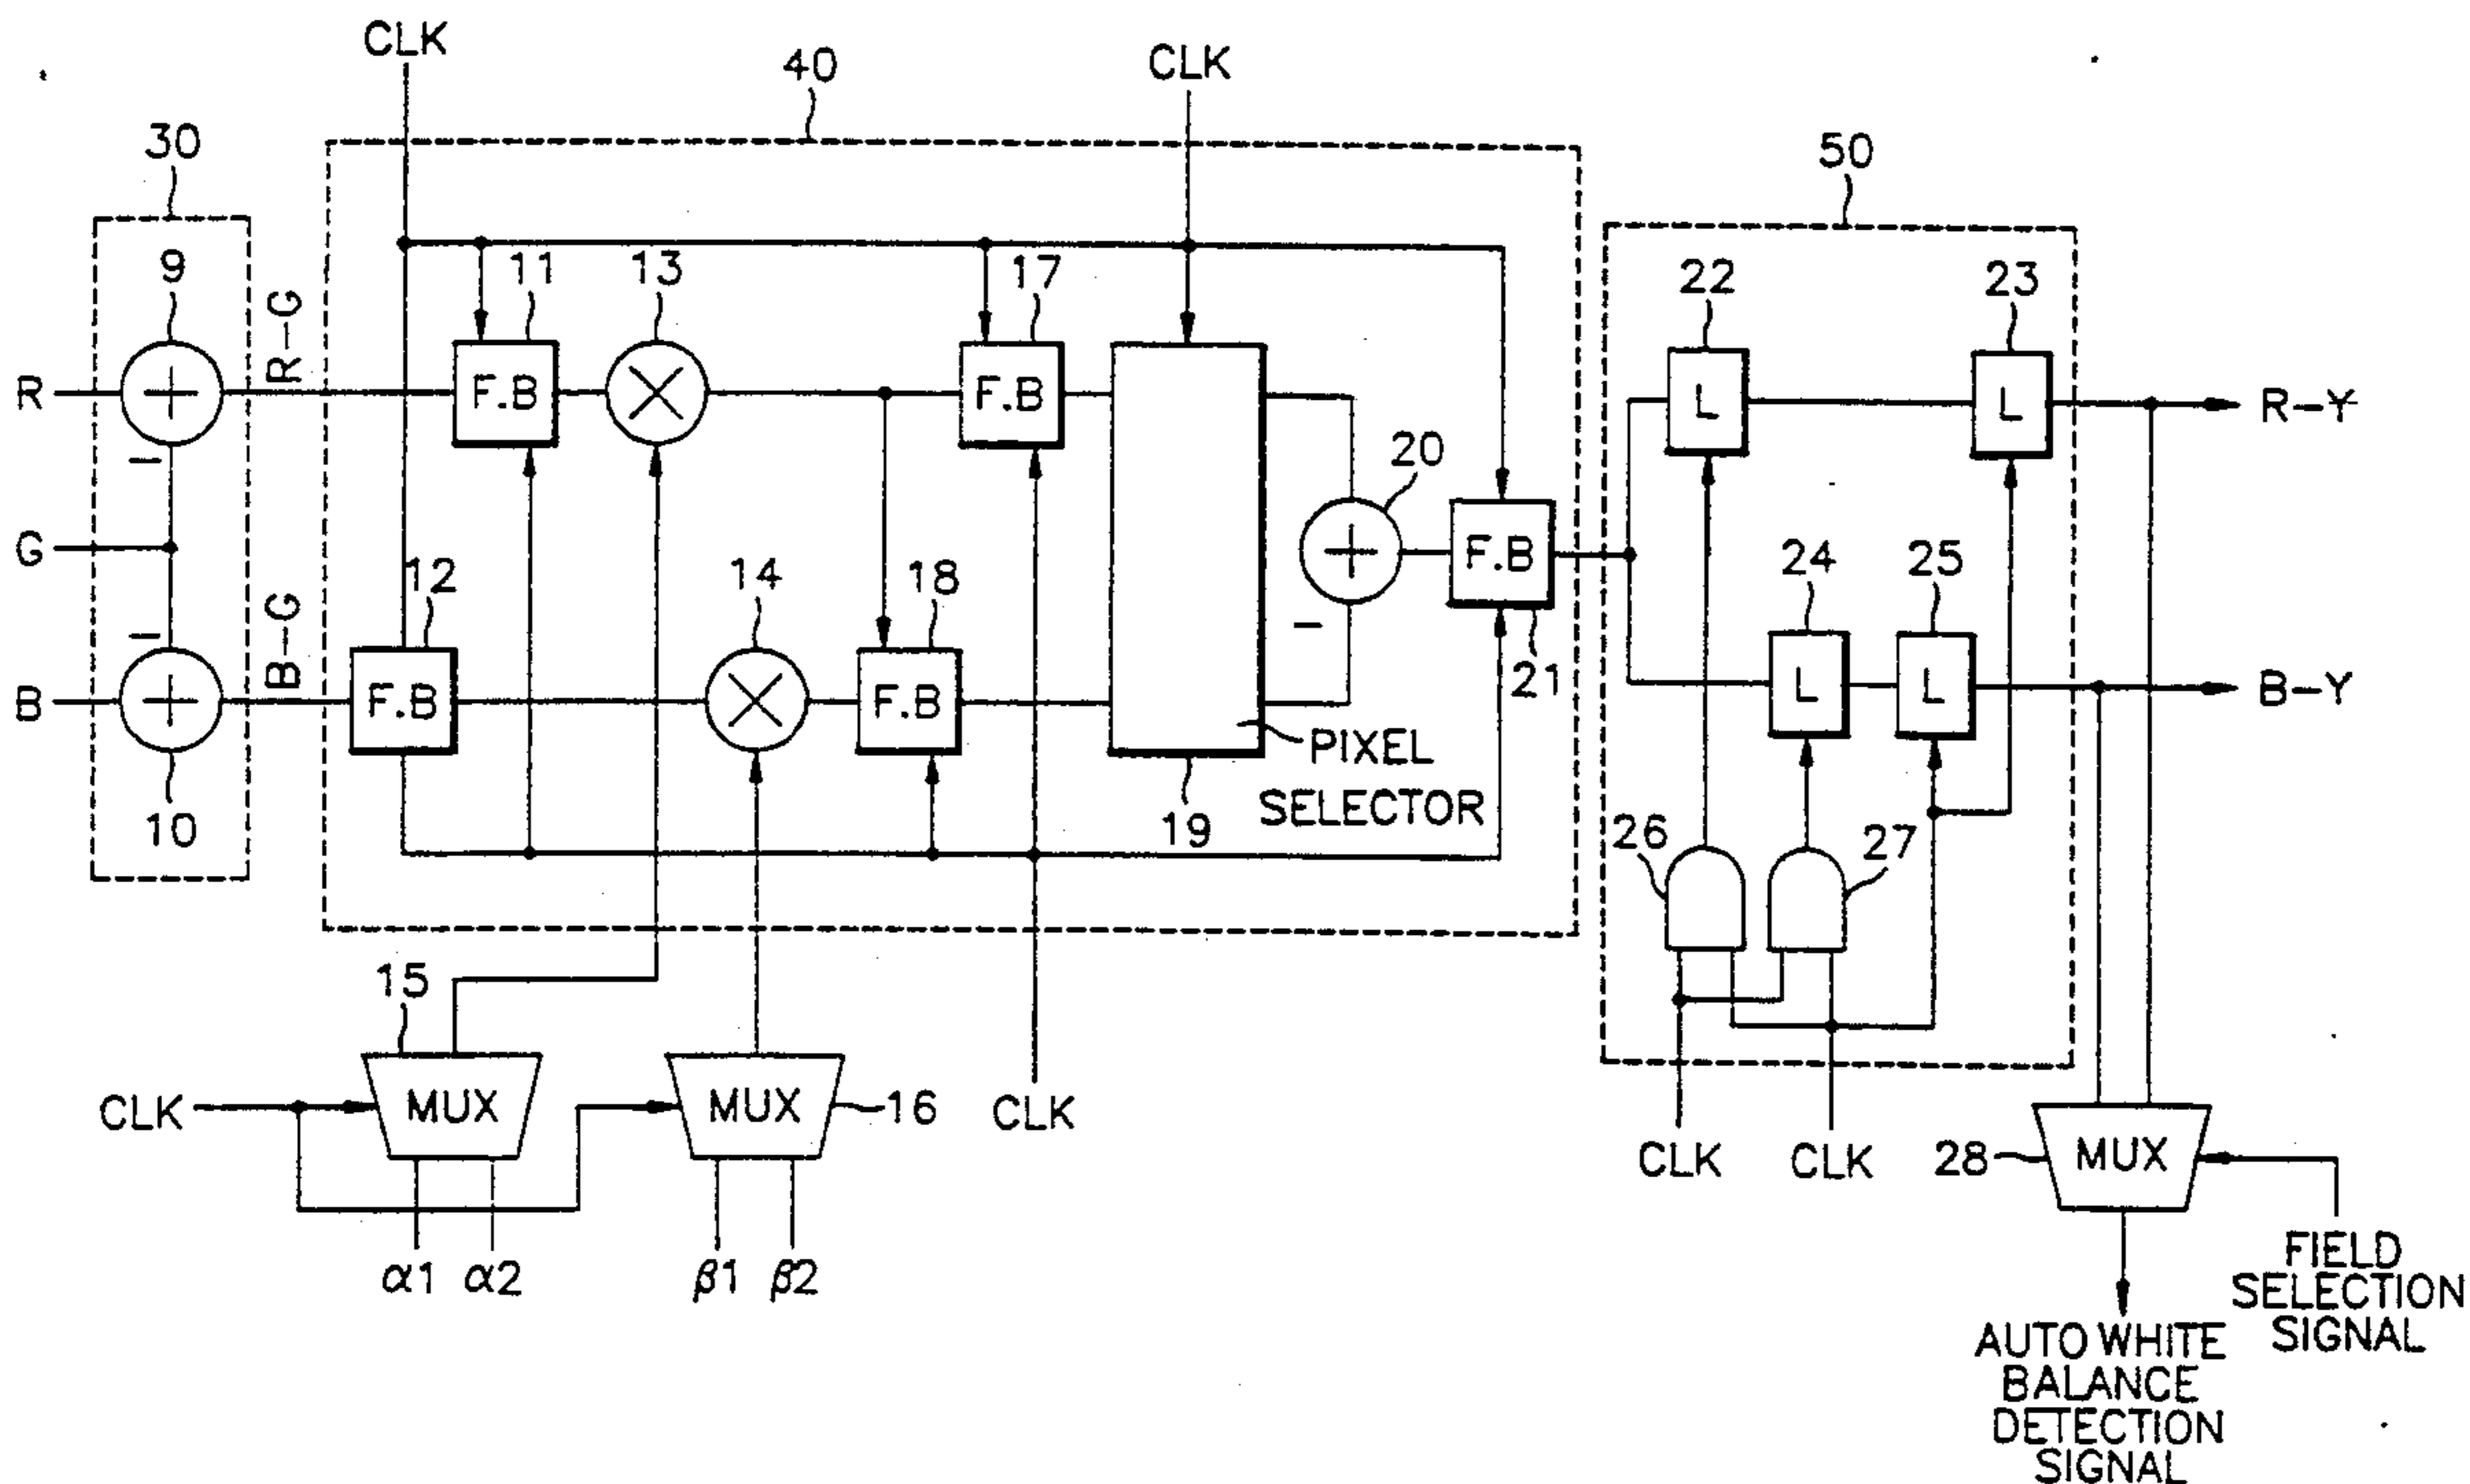 CLK
40
CLK
30
50
9
R-G
11
13
17
22
23
R
+
F.B
×
F.B
L
L
R-Y
−
20
G
12
14
18
+
F.B
24
25
B-G
−
−
21
B
+
F.B
×
F.B
L
L
B-Y
PIXEL
SELECTOR
10
19
26
27
15
CLK
MUX
MUX
16
CLK
CLK
CLK
28
MUX
α1
α2
β1
β2
FIELD
SELECTION
SIGNAL
AUTO WHITE
BALANCE
DETECTION
SIGNAL